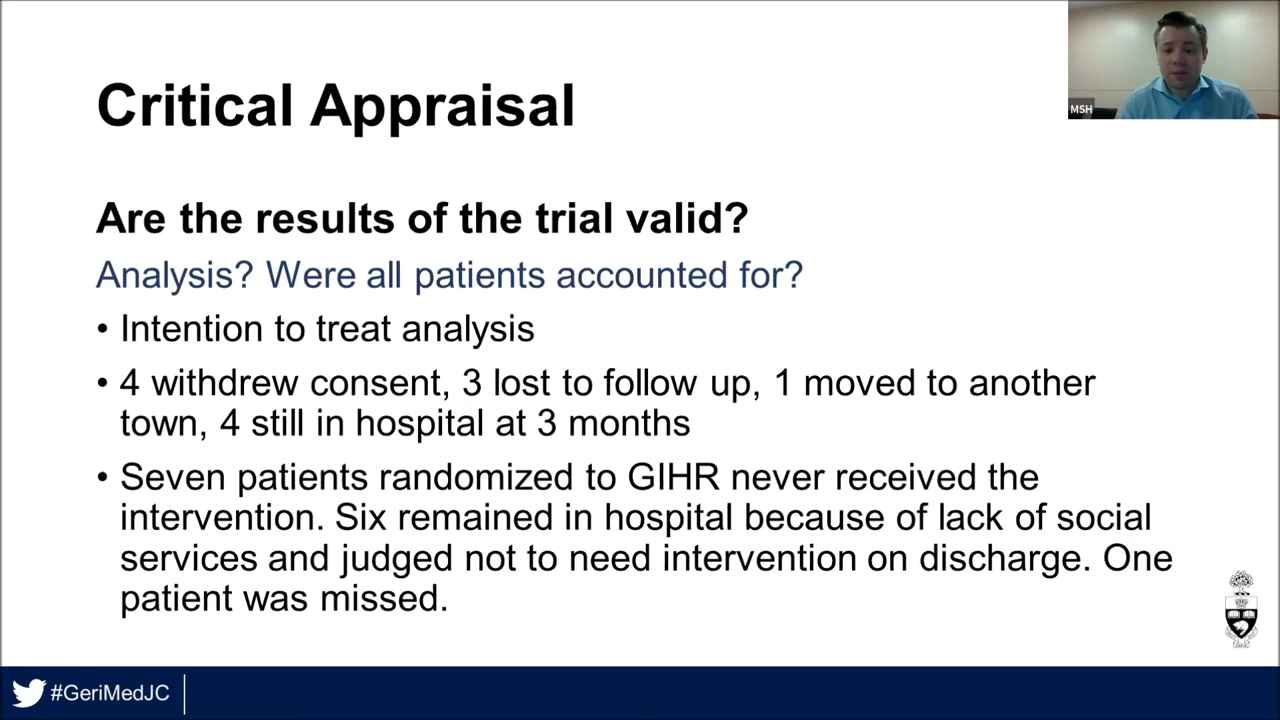 MSH
Critical Appraisal
Are the results of the trial valid?
Analysis? Were all patients accounted for?
• Intention to treat analysis
• 4 withdrew consent, 3 lost to follow up, 1 moved to another
town, 4 still in hospital at 3 months
• Seven patients randomized to GIHR never received the
intervention. Six remained in hospital because of lack of social
services and judged not to need intervention on discharge. One
patient was missed.
#GeriMedJC